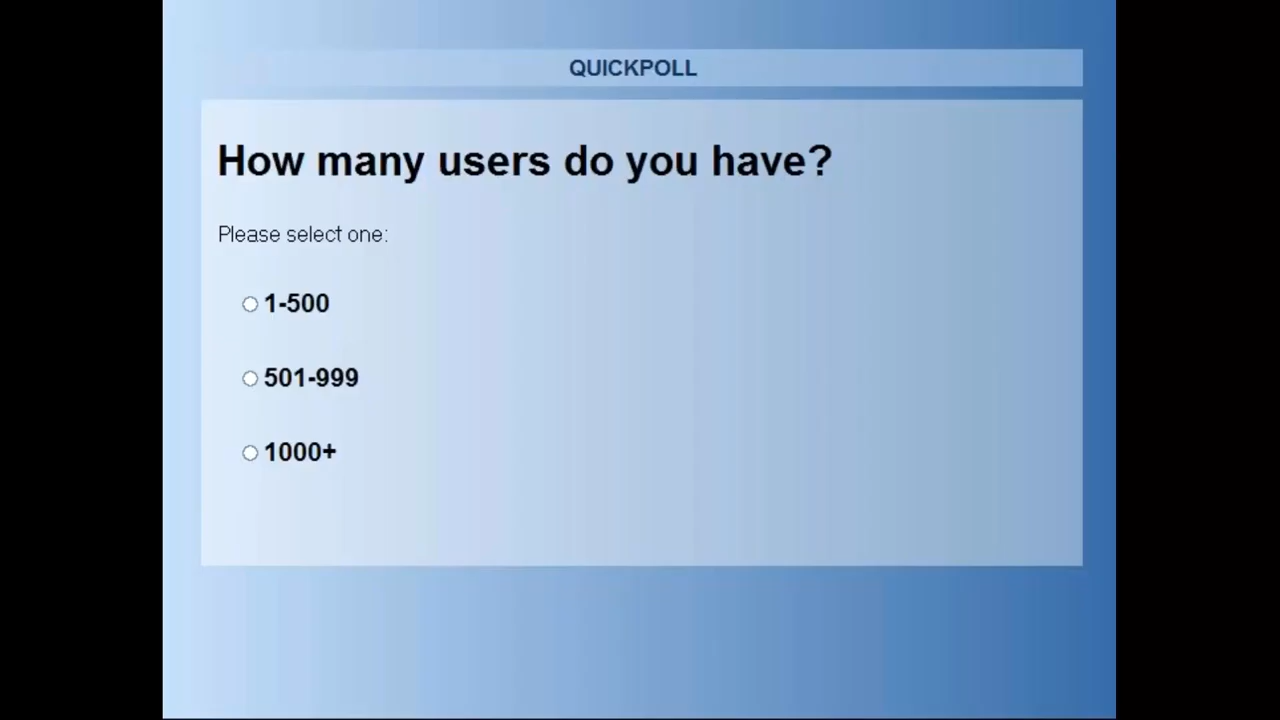 QUICKPOLL
How many users do you have?
Please select one:
1-500
501-999
1000+